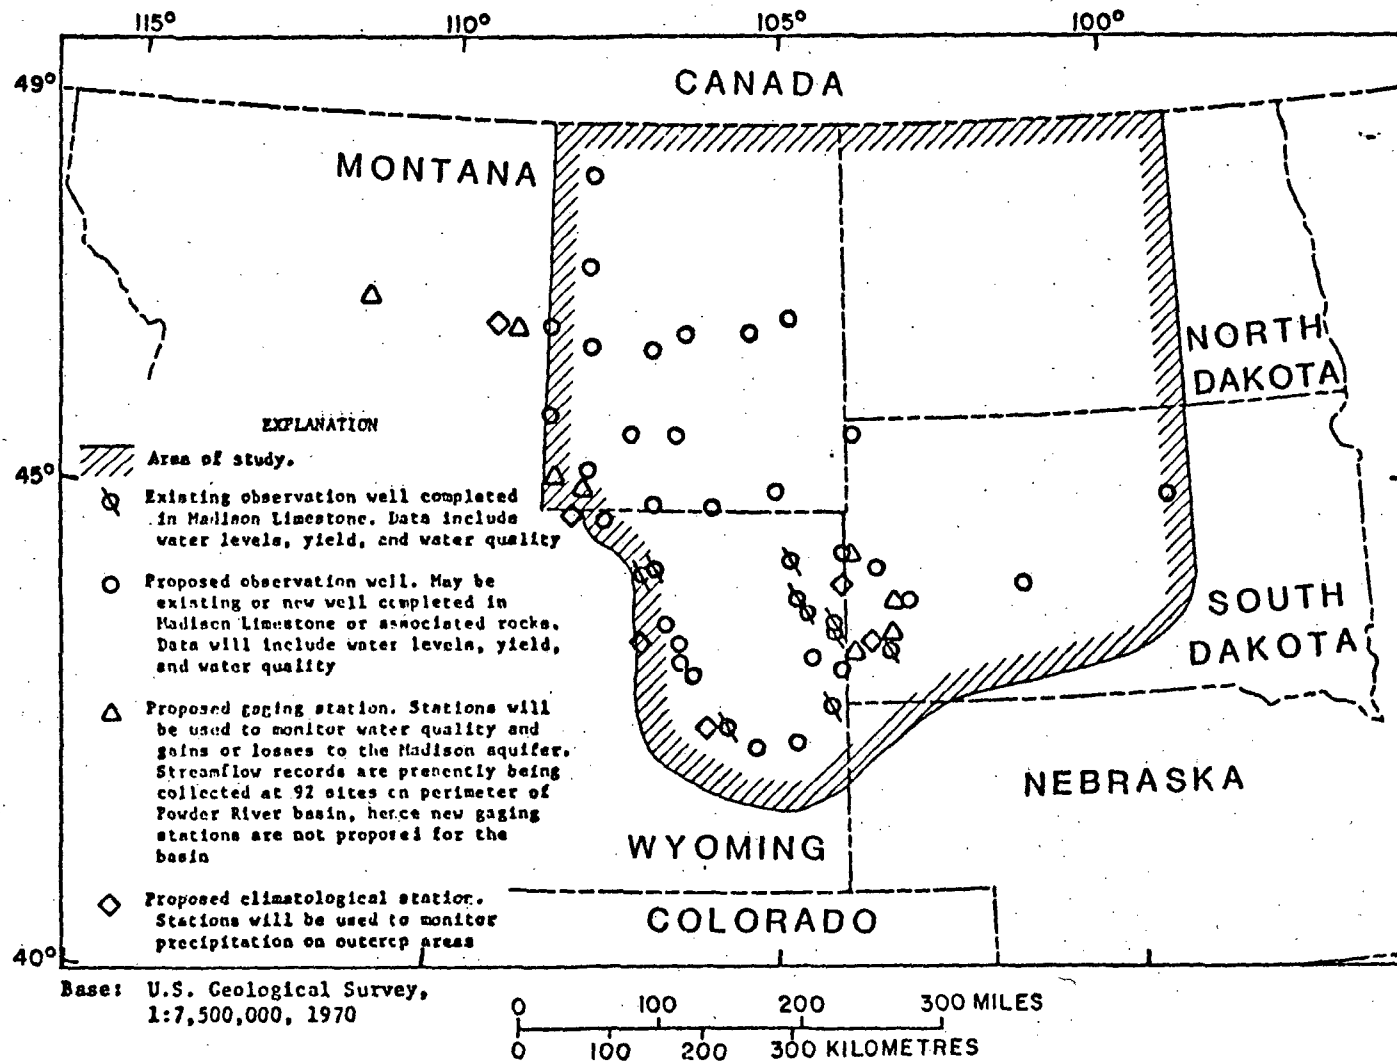 115° 110° 105° 100°
49°
CANADA
MONTANA
NORTH
DAKOTA
EXPLANATION
Area of study.
45°
Existing observation well completed
in Madison Limestone. Data include
water levels, yield, and water quality
Proposed observation well. May be
existing or new well completed in
Madison Limestone or associated rocks.
Data will include water levels, yield,
and water quality
SOUTH
DAKOTA
Proposed gaging station. Stations will
be used to monitor water quality and
gains or losses to the Madison aquifer.
Streamflow records are presently being
collected at 92 sites on perimeter of
Powder River basin, hence new gaging
stations are not proposed for the
basin
NEBRASKA
WYOMING
Proposed climatological station.
Stations will be used to monitor
precipitation on outcrop areas
COLORADO
40°
Base: U.S. Geological Survey,
1:7,500,000, 1970
0 100 200 300 MILES
0 100 200 300 KILOMETRES